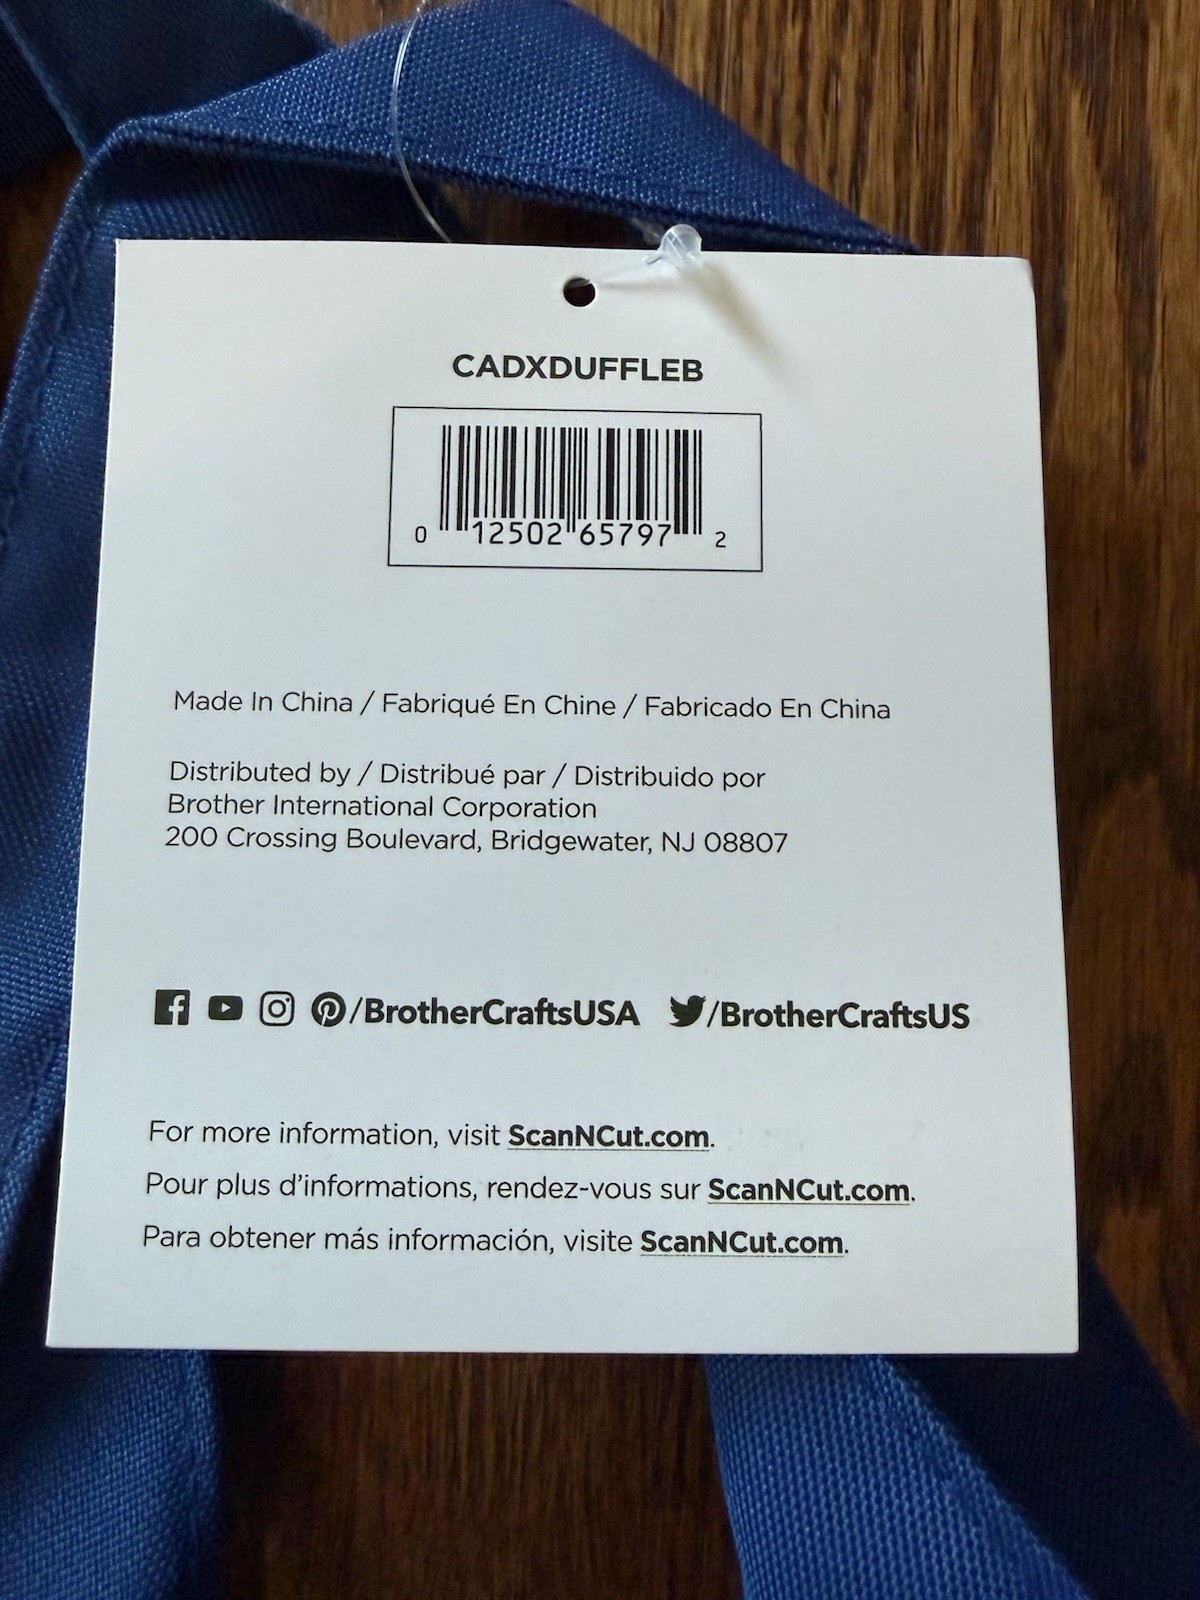 CADXDUFFLEB
0 12502 65797 2
Made In China / Fabriqué En Chine / Fabricado En China
Distributed by / Distribué par / Distribuido por
Brother International Corporation
200 Crossing Boulevard, Bridgewater, NJ 08807
/BrotherCraftsUSA /BrotherCraftsUS
For more information, visit ScanNCut.com.
Pour plus d'informations, rendez-vous sur ScanNCut.com.
Para obtener más información, visite ScanNCut.com.